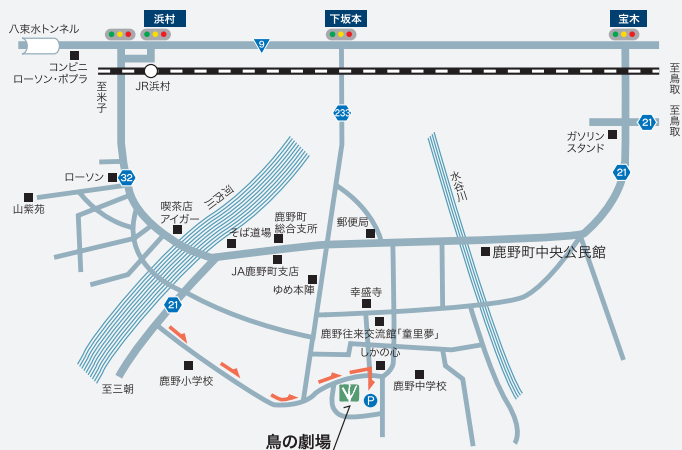 浜村
下坂本
宝木
八束水トンネル
9
コンビニ
ローソン・ポプラ
JR浜村
至米子
至鳥取
至鳥取
233
21
ガソリン
スタンド
ローソン
32
21
山紫苑
河内川
水谷川
喫茶店
アイガー
そば道場
鹿野町
総合支所
郵便局
鹿野町中央公民館
JA鹿野町支店
ゆめ本陣
幸盛寺
21
鹿野往来交流館「童里夢」
しかの心
至三朝
鹿野小学校
鹿野中学校
P
鳥の劇場